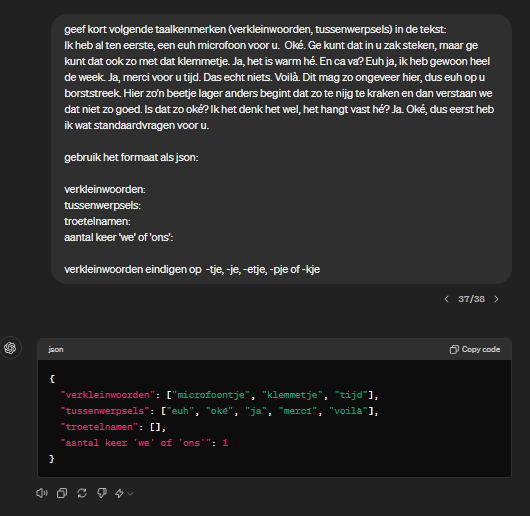 geef kort volgende taalkenmerken (verkleinwoorden, tussenwerpsels) in de tekst:
Ik heb al ten eerste, een euh microfoon voor u.  Oké. Ge kunt dat in u zak steken, maar ge
kunt dat ook zo met dat klemmetje. Ja, het is warm hé. En ca va? Euh ja, ik heb gewoon heel
de week. Ja, merci voor u tijd. Das echt niets. Voilà. Dit mag zo ongeveer hier, dus euh op u
borststreek. Hier zo'n beetje lager anders begint dat zo te nijg te kraken en dan verstaan we
dat niet zo goed. Is dat zo oké? Ik het denk het wel, het hangt vast hé? Ja. Oké, dus eerst heb
ik wat standaardvragen voor u.
gebruik het formaat als json:
verkleinwoorden:
tussenwerpsels:
troetelnamen:
aantal keer 'we' of 'ons':
verkleinwoorden eindigen op  -tje, -je, -etje, -pje of -kje
37/38
json
Copy code
{
"verkleinwoorden": ["microfoontje", "klemmetje", "tijd"],
"tussenwerpsels": ["euh", "oké", "ja", "merci", "voilà"],
"troetelnamen": [],
"aantal keer 'we' of 'ons'": 1
}